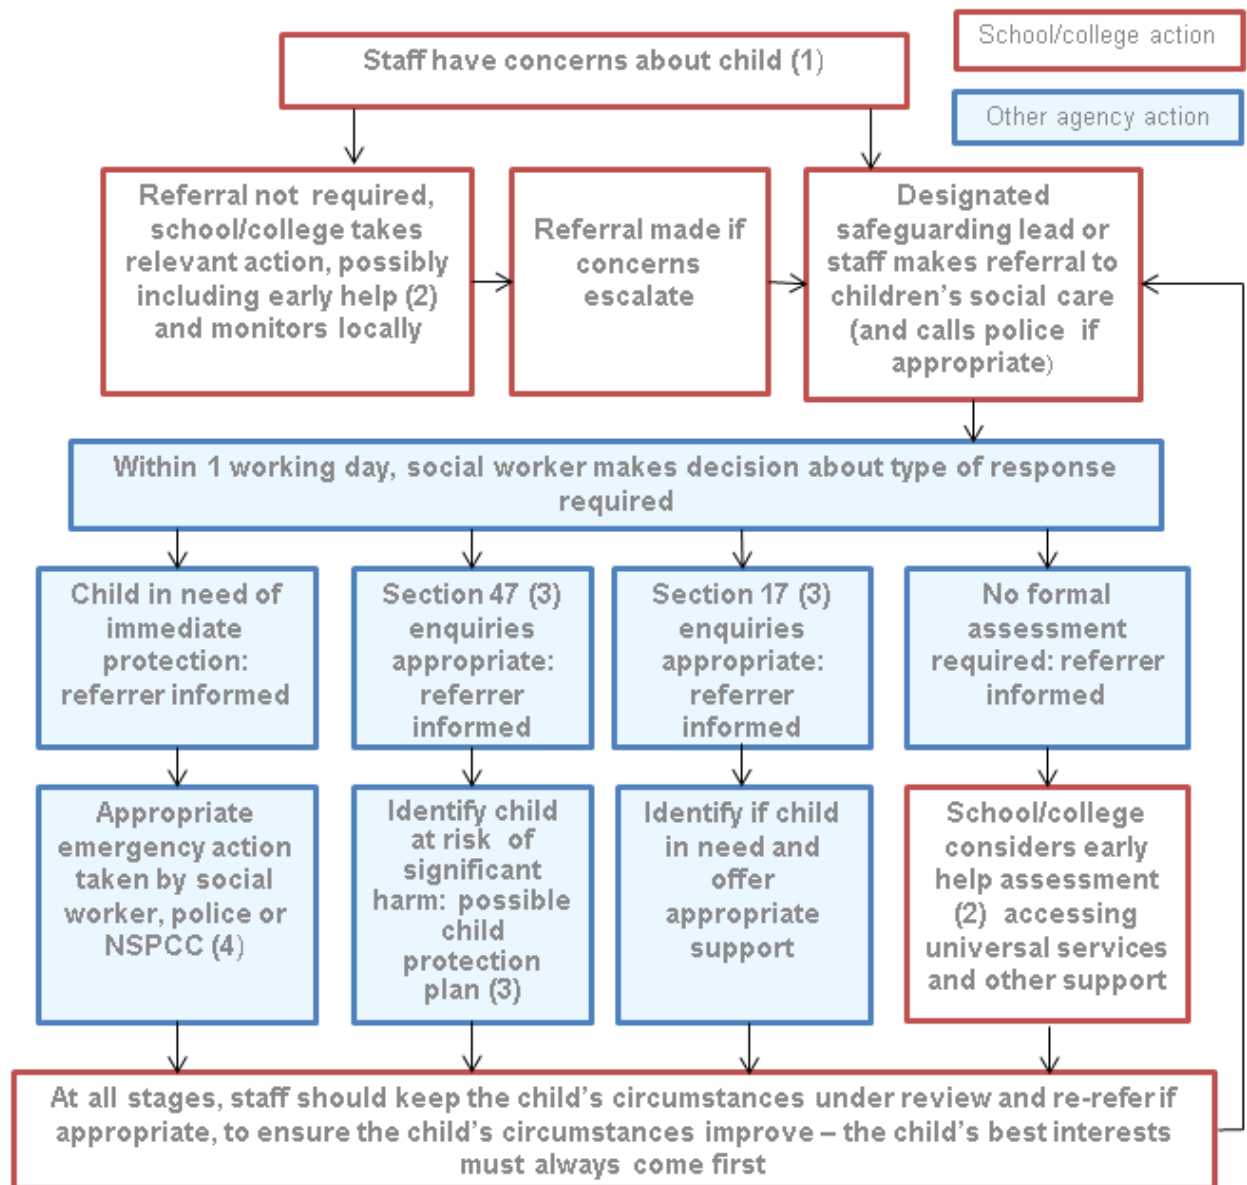 School/college action
Staff have concerns about child (1)
Other agency action
Referral not required,
school/college takes
relevant action, possibly
including early help (2)
and monitors locally
Referral made if
concerns
escalate
Designated
safeguarding lead or
staff makes referral to
children's social care
(and calls police if
appropriate)
Within 1 working day, social worker makes decision about type of response
required
Child in need of
immediate
protection:
referrer informed
Section 47 (3)
enquiries
appropriate:
referrer
informed
Section 17 (3)
enquiries
appropriate:
referrer
informed
No formal
assessment
required: referrer
informed
Appropriate
emergency action
taken by social
worker, police or
NSPCC (4)
Identify child
at risk of
significant
harm: possible
child
protection
plan (3)
Identify if child
in need and
offer
appropriate
support
School/college
considers early
help assessment
(2) accessing
universal services
and other support
At all stages, staff should keep the child's circumstances under review and re-refer if
appropriate, to ensure the child's circumstances improve – the child's best interests
must always come first